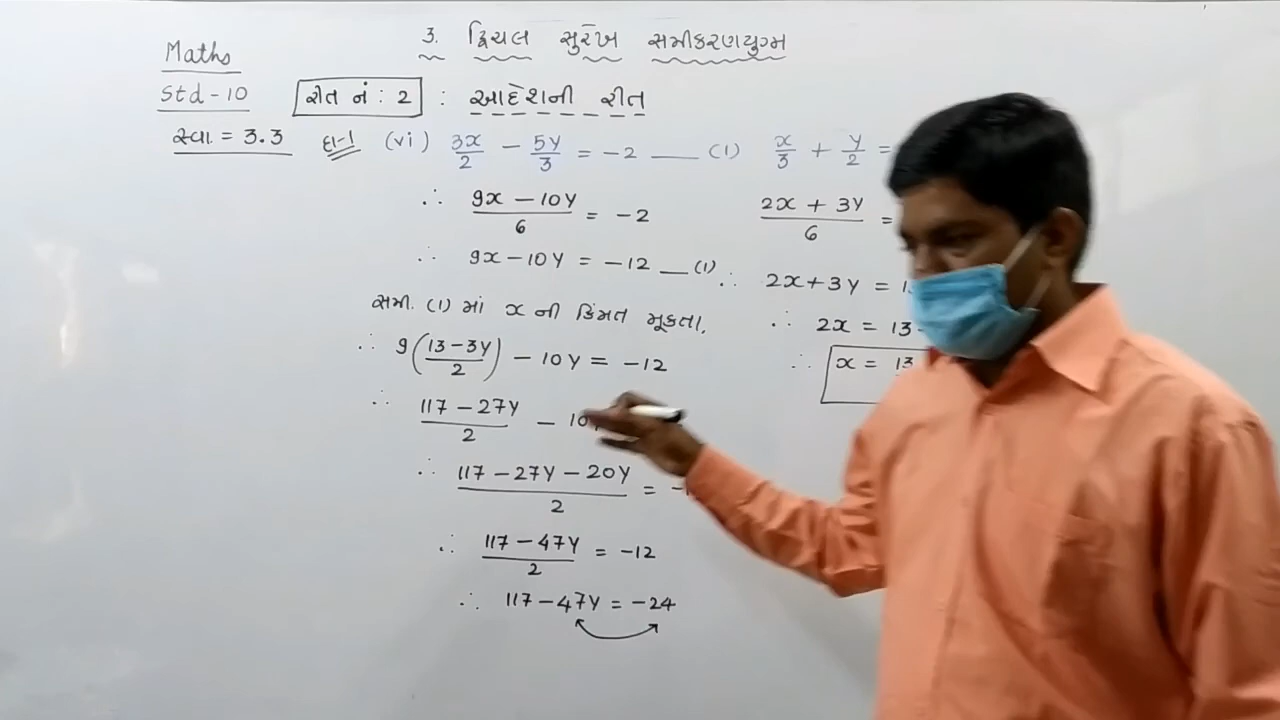 3. દ્વિચલ સુરેખ સમીકરણયુગ્મ
Maths
Std-10 રીત નં : 2 : આદેશની રીત
સ્વા = 3.3 દા-1 (vi) 3x/2 - 5y/3 = -2 — (1) x/3 + y/2 =
∴ 9x - 10y/6 = -2 2x + 3y/6 =
∴ 9x - 10y = -12 — (1) ∴ 2x + 3y =
સમી. (1) માં x ની કિંમત મૂકતા, ∴ 2x = 13
∴ 9(13 - 3y/2) - 10y = -12 ∴ x = 13
∴ 117 - 27y/2 - 10
∴ 117 - 27y - 20y/2 =
∴ 117 - 47y/2 = -12
∴ 117 - 47y = -24